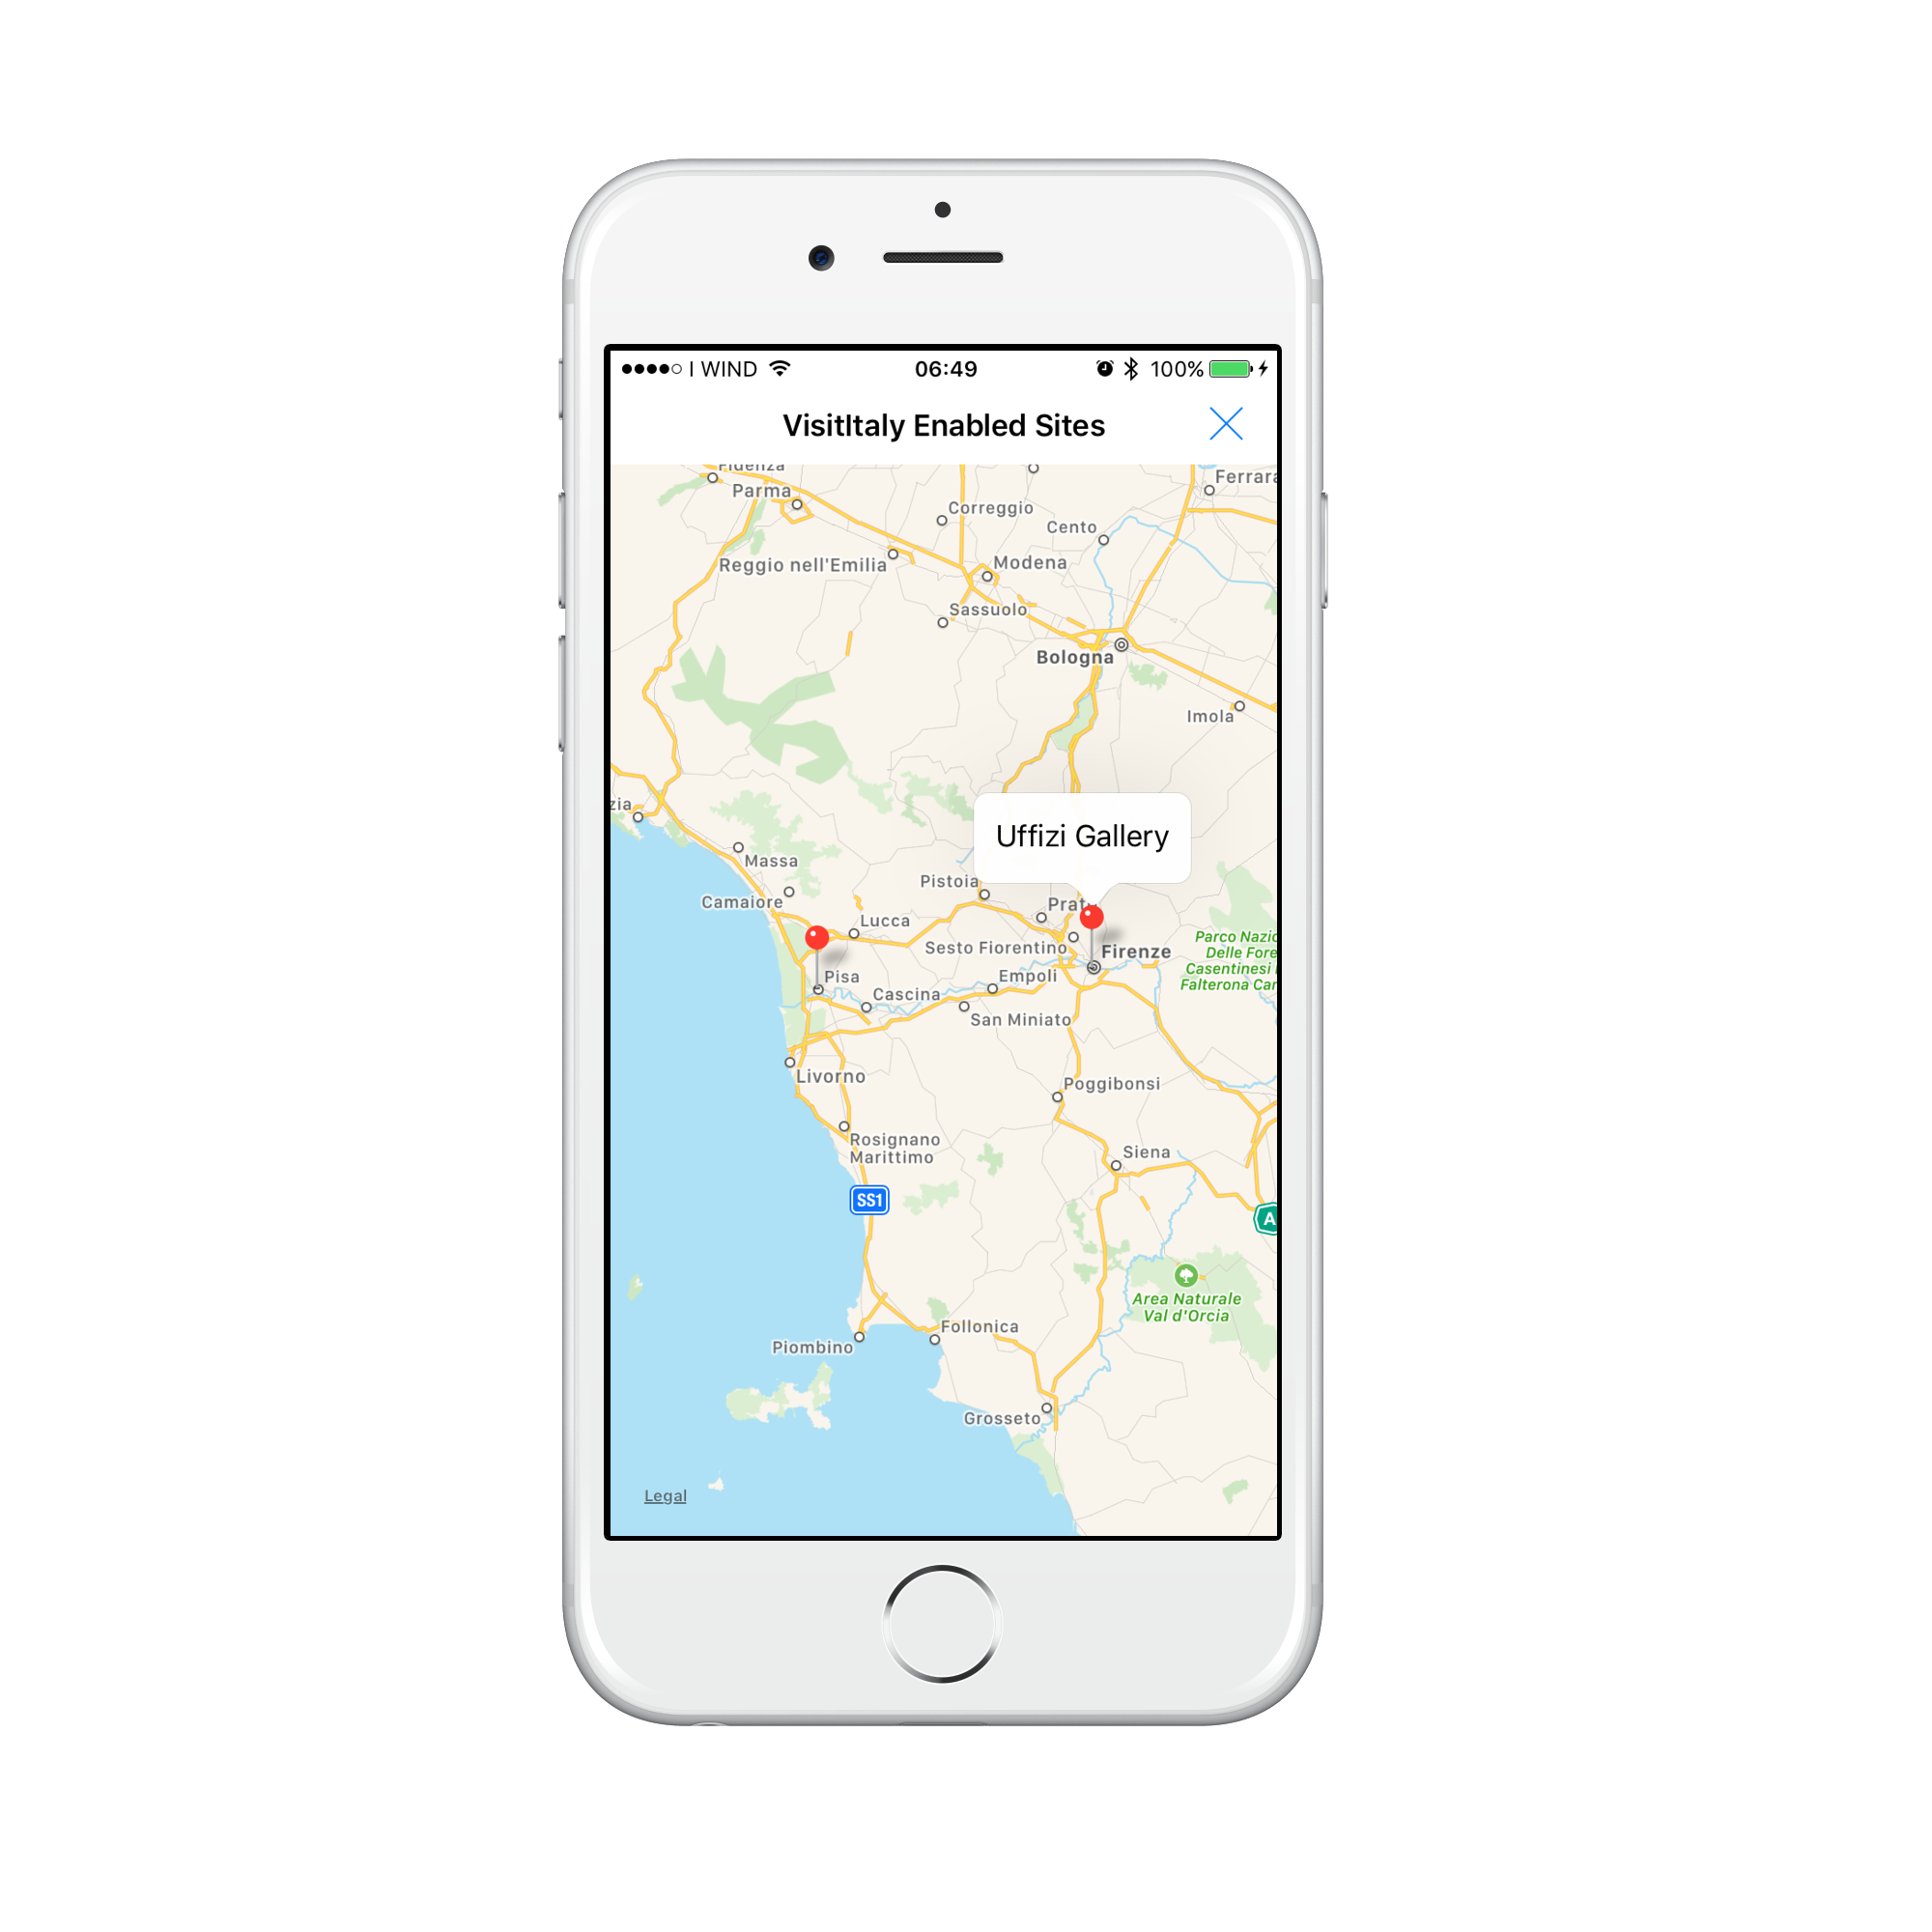 I WIND 06:49 100%
VisitItaly Enabled Sites
Fidenza
Parma
Ferrara
Correggio
Cento
Reggio nell'Emilia
Modena
Sassuolo
Bologna
Imola
zia
Uffizi Gallery
Massa
Pistoia
Camaiore
Prat
Lucca
Sesto Fiorentino
Firenze
Parco Nazio
Delle Fore
Casentinesi
Falterona Cam
Pisa
Empoli
Cascina
San Miniato
Livorno
Poggibonsi
Rosignano
Marittimo
Siena
SS1
A
Area Naturale
Val d'Orcia
Follonica
Piombino
Grosseto
Legal